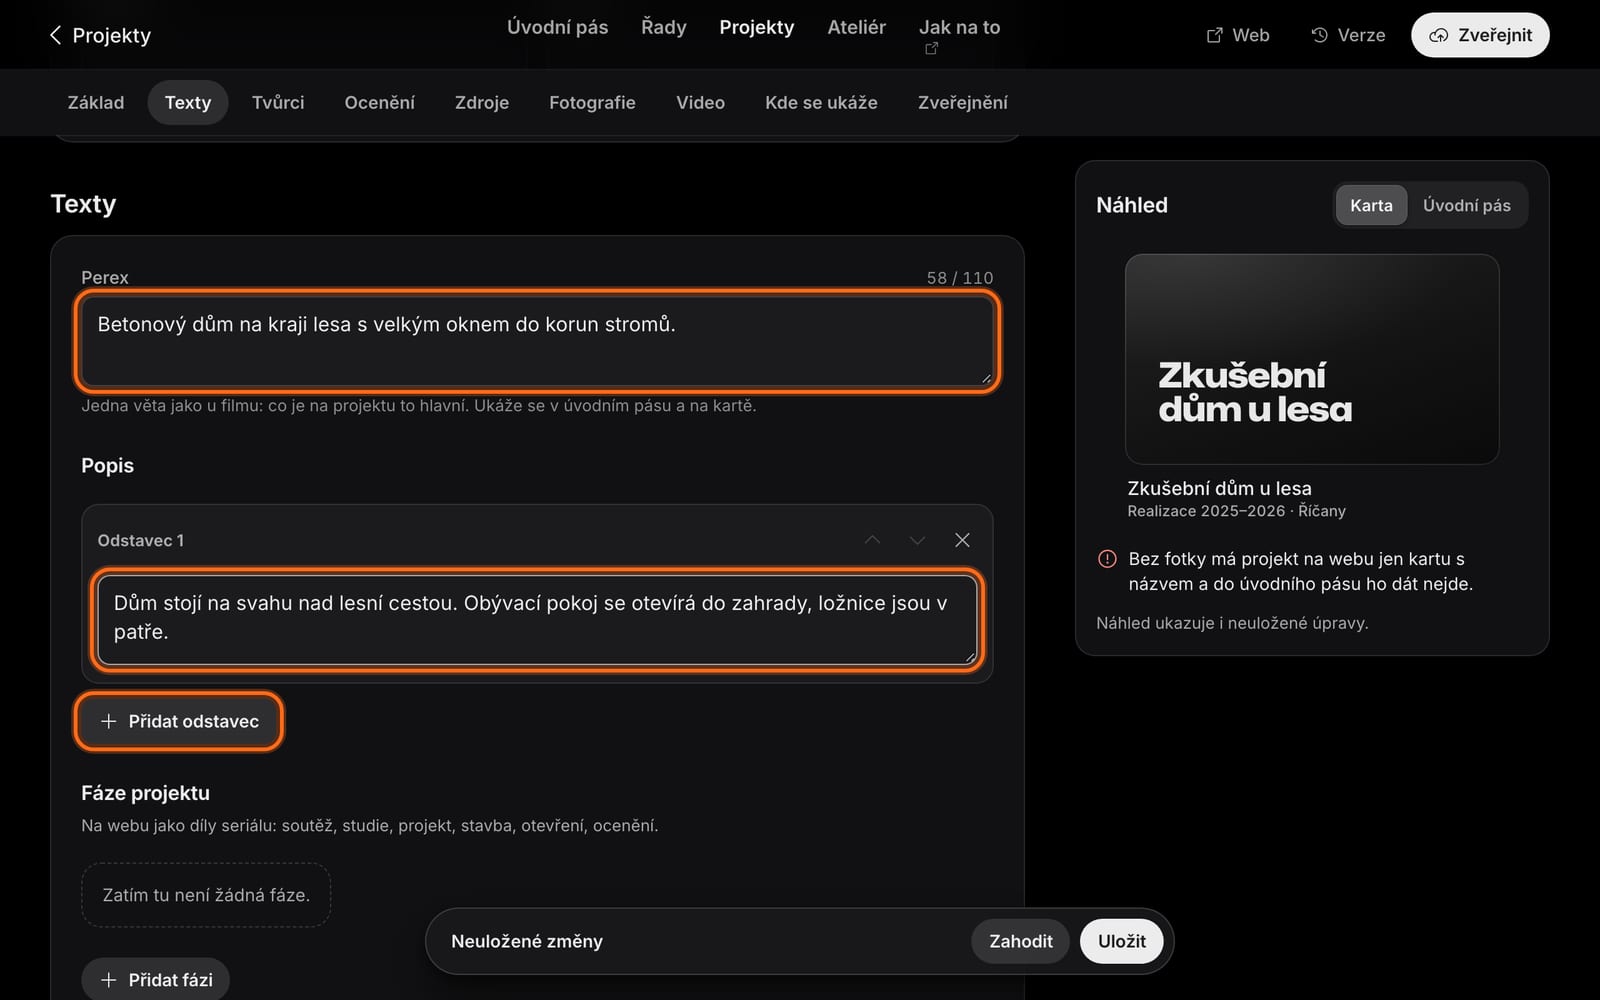 Projekty
Úvodní pás
Řady
Projekty
Ateliér
Jak na to
Web
Verze
Zveřejnit
Základ
Texty
Tvůrci
Ocenění
Zdroje
Fotografie
Video
Kde se ukáže
Zveřejnění
Texty
Perex
58 / 110
Betonový dům na kraji lesa s velkým oknem do korun stromů.
Jedna věta jako u filmu: co je na projektu to hlavní. Ukáže se v úvodním pásu a na kartě.
Popis
Odstavec 1
Dům stojí na svahu nad lesní cestou. Obývací pokoj se otevírá do zahrady, ložnice jsou v
patře.
Přidat odstavec
Fáze projektu
Na webu jako díly seriálu: soutěž, studie, projekt, stavba, otevření, ocenění.
Zatím tu není žádná fáze.
Přidat fázi
Neuložené změny
Zahodit
Uložit
Náhled
Karta
Úvodní pás
Zkušební
dům u lesa
Zkušební dům u lesa
Realizace 2025–2026 · Říčany
Bez fotky má projekt na webu jen kartu s
názvem a do úvodního pásu ho dát nejde.
Náhled ukazuje i neuložené úpravy.